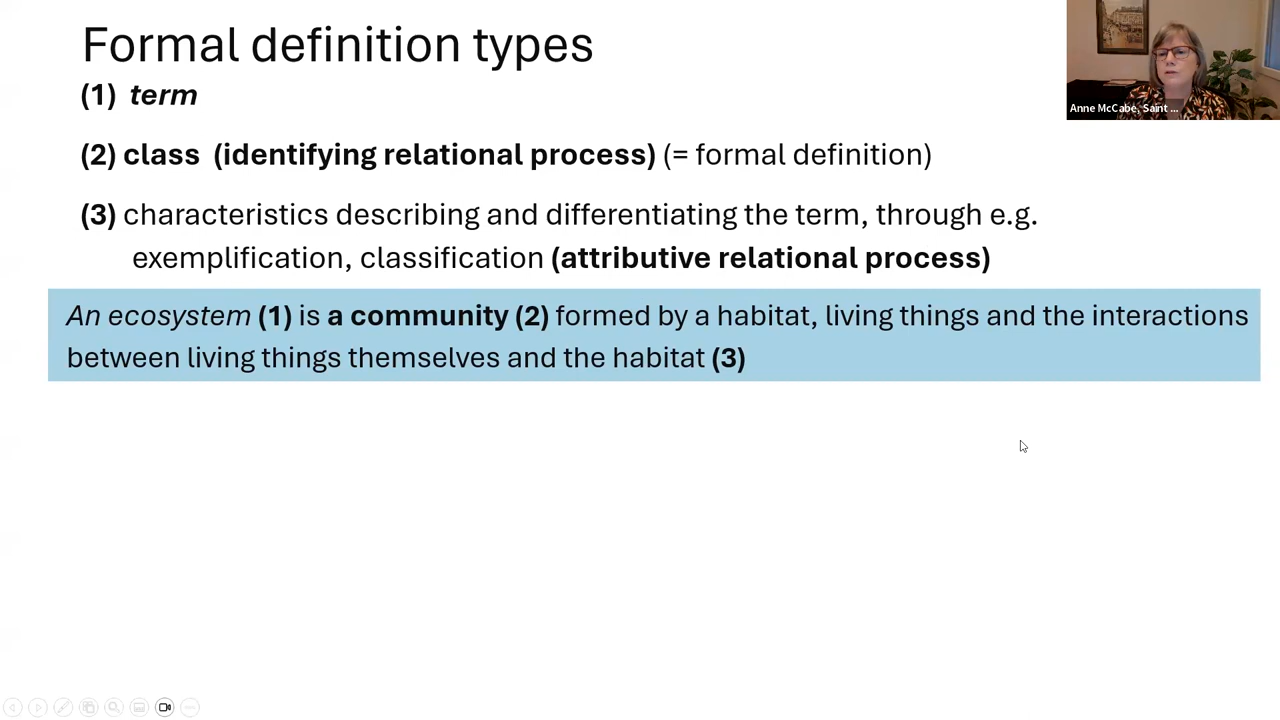 Formal definition types
(1) term
(2) class (identifying relational process) (= formal definition)
(3) characteristics describing and differentiating the term, through e.g.
exemplification, classification (attributive relational process)
An ecosystem (1) is a community (2) formed by a habitat, living things and the interactions
between living things themselves and the habitat (3)
Anne McCabe, Saint ...